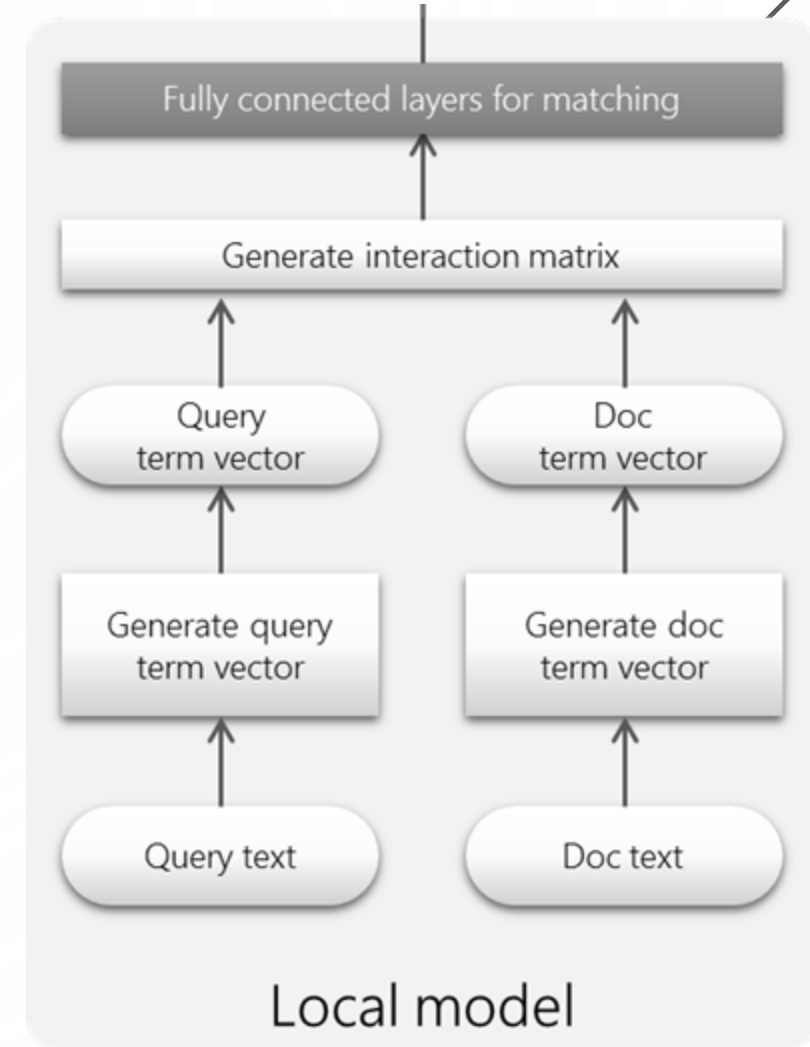 Fully connected layers for matching
Generate interaction matrix
Query
term vector
Doc
term vector
Generate query
term vector
Generate doc
term vector
Query text
Doc text
Local model